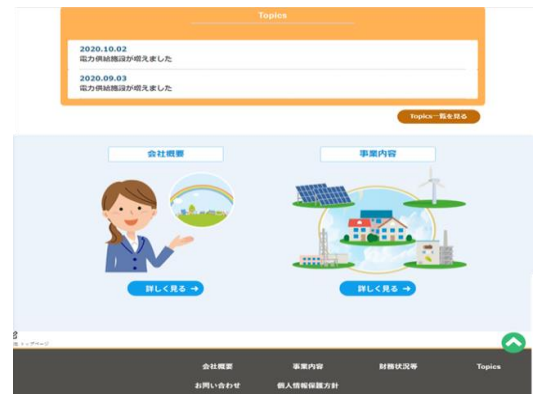 Topics
2020.10.02
電力供給施設が増えました
2020.09.03
電力供給施設が増えました
Topics一覧を見る
会社概要
事業内容
詳しく見る →
詳しく見る →
トップページ
会社概要
事業内容
財務状況等
Topics
お問い合わせ
個人情報保護方針